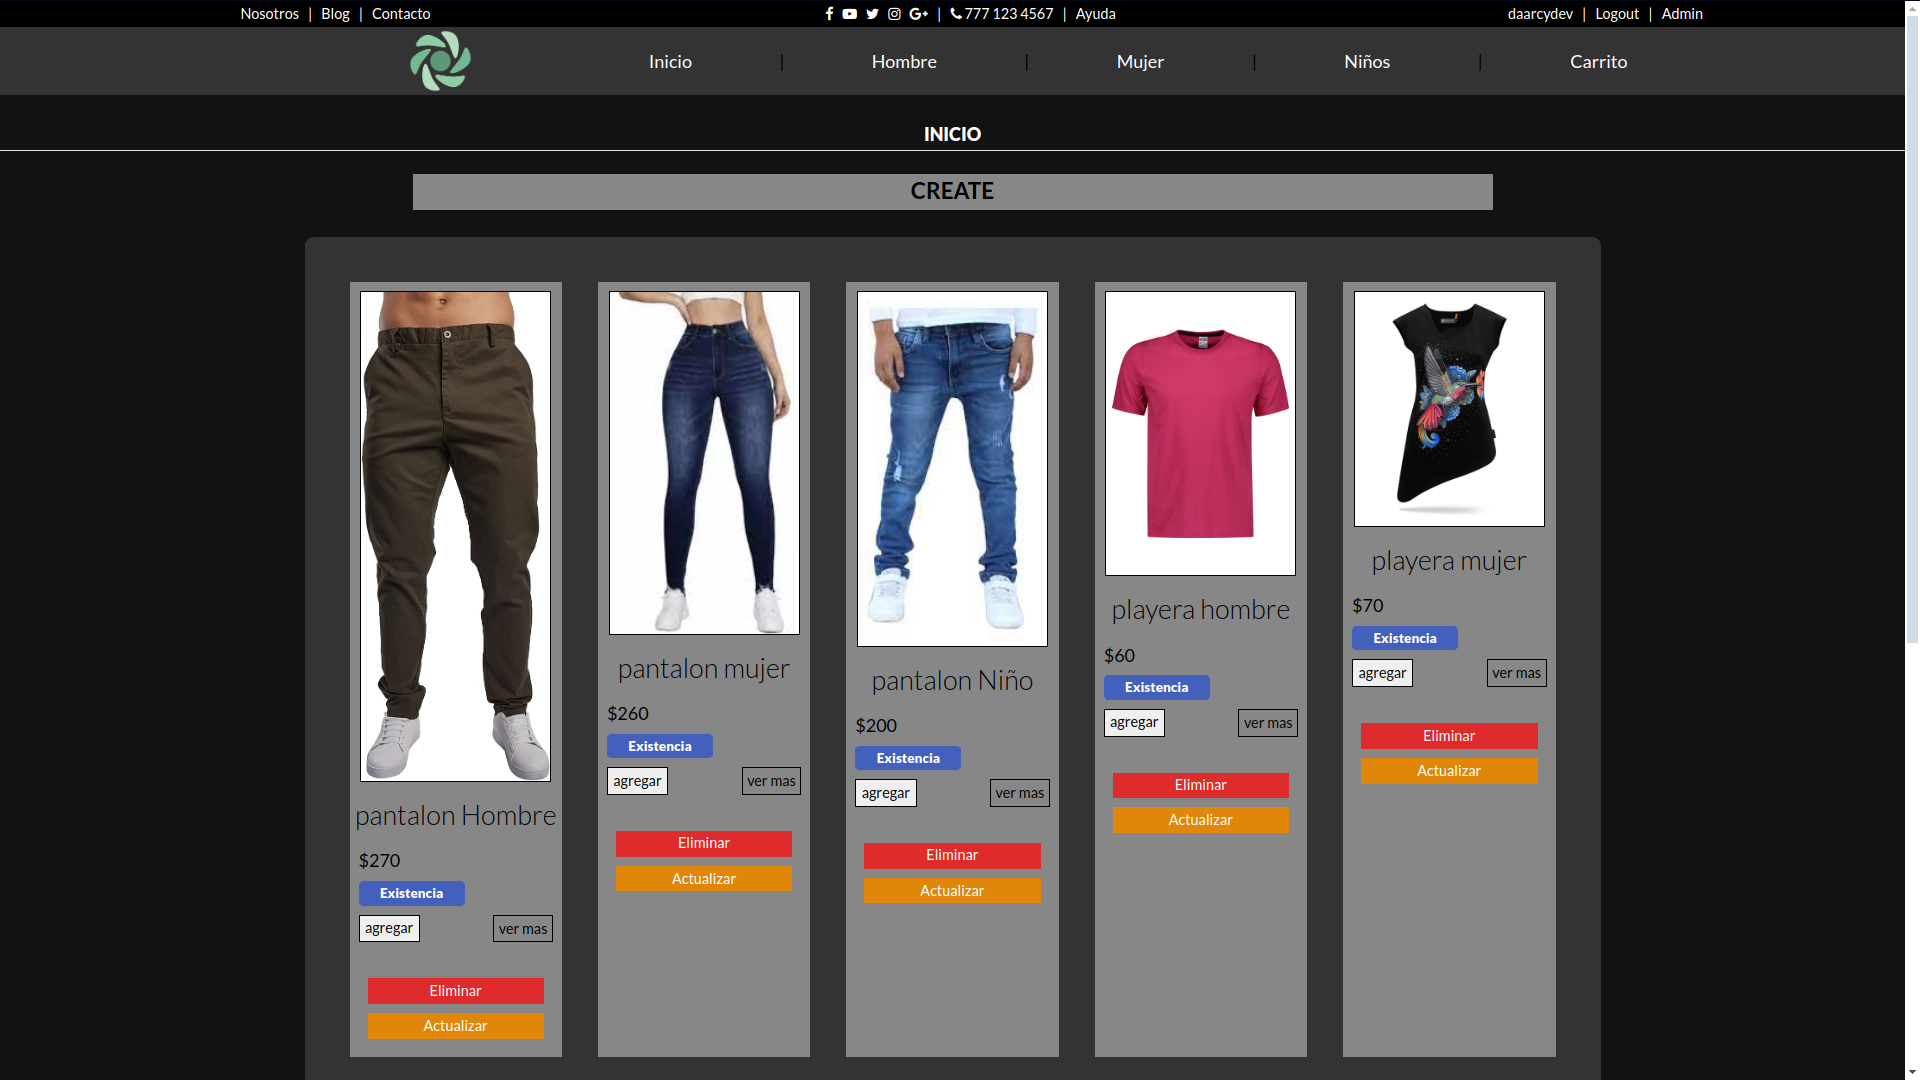 Nosotros | Blog | Contacto
| 777 123 4567 | Ayuda
daarcydev | Logout | Admin
Inicio | Hombre | Mujer | Niños | Carrito
INICIO
CREATE
pantalon Hombre
$270
Existencia
agregar ver mas
Eliminar
Actualizar
pantalon mujer
$260
Existencia
agregar ver mas
Eliminar
Actualizar
pantalon Niño
$200
Existencia
agregar ver mas
Eliminar
Actualizar
playera hombre
$60
Existencia
agregar ver mas
Eliminar
Actualizar
playera mujer
$70
Existencia
agregar ver mas
Eliminar
Actualizar